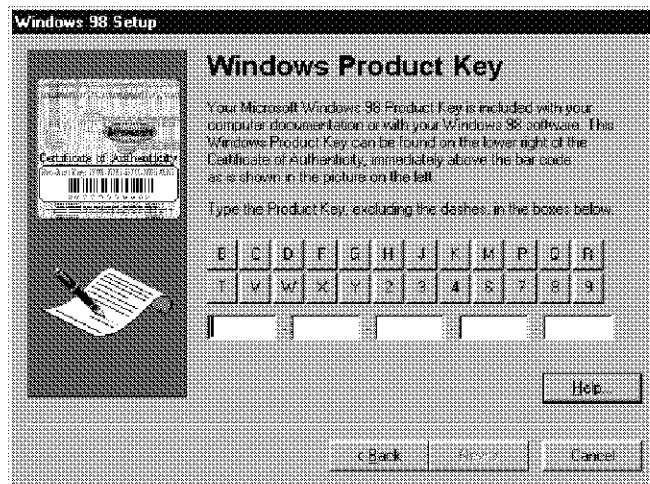 Windows 98 Setup
Windows Product Key
Your Microsoft Windows 98 Product Key is included with your
computer documentation or with your Windows 98 software. This
Windows Product Key can be found on the lower right of the
Certificate of Authenticity, immediately above the bar code
as is shown in the picture on the left.
Certificate of Authenticity
Type the Product Key, excluding the dashes, in the boxes below.
B C D F G H J K M P Q R
T V W X Y 2 3 4 6 7 8 9
Help...
< Back Next > Cancel